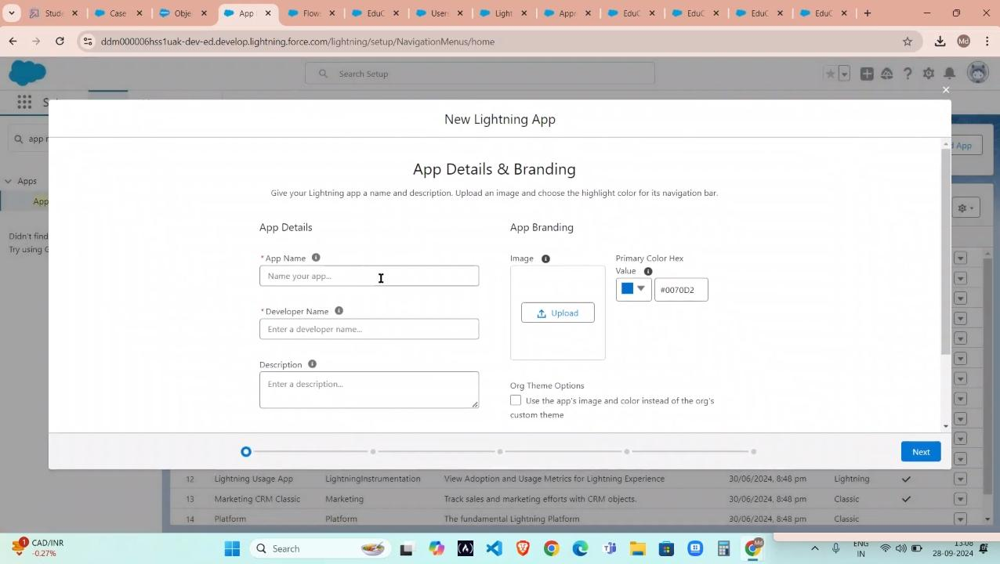 Stude
Case
Obje
App
Flow
EduC
User
Light
Appr
EduC
EduC
EduC
EduC
ddm000006hss1uak-dev-ed.develop.lightning.force.com/lightning/setup/NavigationMenus/home
Md
Search Setup
New Lightning App
app
App
App Details & Branding
Give your Lightning app a name and description. Upload an image and choose the highlight color for its navigation bar.
Apps
App
App Details
App Branding
Didn't find
Try using G
* App Name
Image
Primary Color Hex
Value
Name your app...
#0070D2
* Developer Name
Upload
Enter a developer name...
Description
Enter a description...
Org Theme Options
Use the app's image and color instead of the org's
custom theme
Next
12 Lightning Usage App LightningInstrumentation View Adoption and Usage Metrics for Lightning Experience 30/06/2024, 8:48 pm Lightning
13 Marketing CRM Classic Marketing Track sales and marketing efforts with CRM objects. 30/06/2024, 8:48 pm Classic
14 Platform Platform The fundamental Lightning Platform 30/06/2024, 8:48 pm Classic
1
CAD/INR
-0.27%
Search
Md
ENG
IN
13:08
28-09-2024